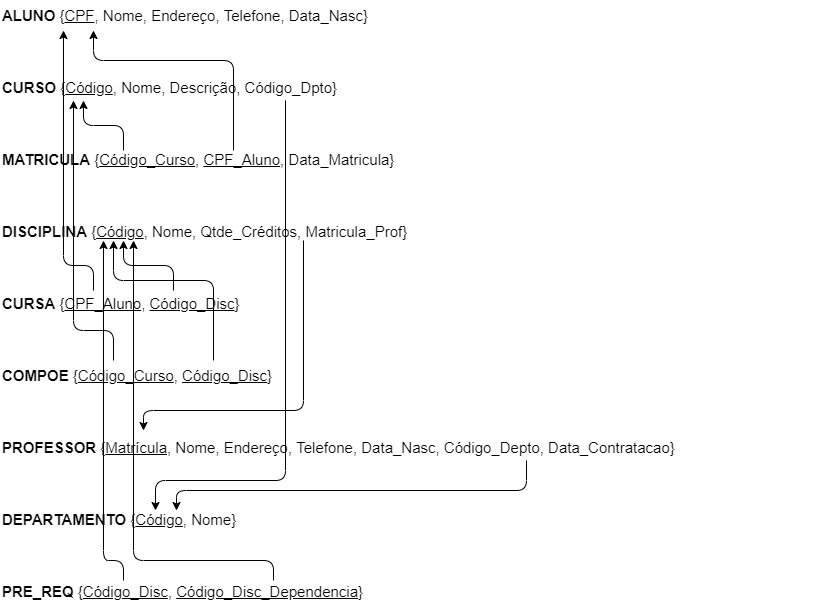 ALUNO {CPF, Nome, Endereço, Telefone, Data_Nasc}
CURSO {Código, Nome, Descrição, Código_Dpto}
MATRICULA {Código_Curso, CPF_Aluno, Data_Matricula}
DISCIPLINA {Código, Nome, Qtde_Créditos, Matricula_Prof}
CURSA {CPF_Aluno, Código_Disc}
COMPOE {Código_Curso, Código_Disc}
PROFESSOR {Matrícula, Nome, Endereço, Telefone, Data_Nasc, Código_Depto, Data_Contratacao}
DEPARTAMENTO {Código, Nome}
PRE_REQ {Código_Disc, Código_Disc_Dependencia}